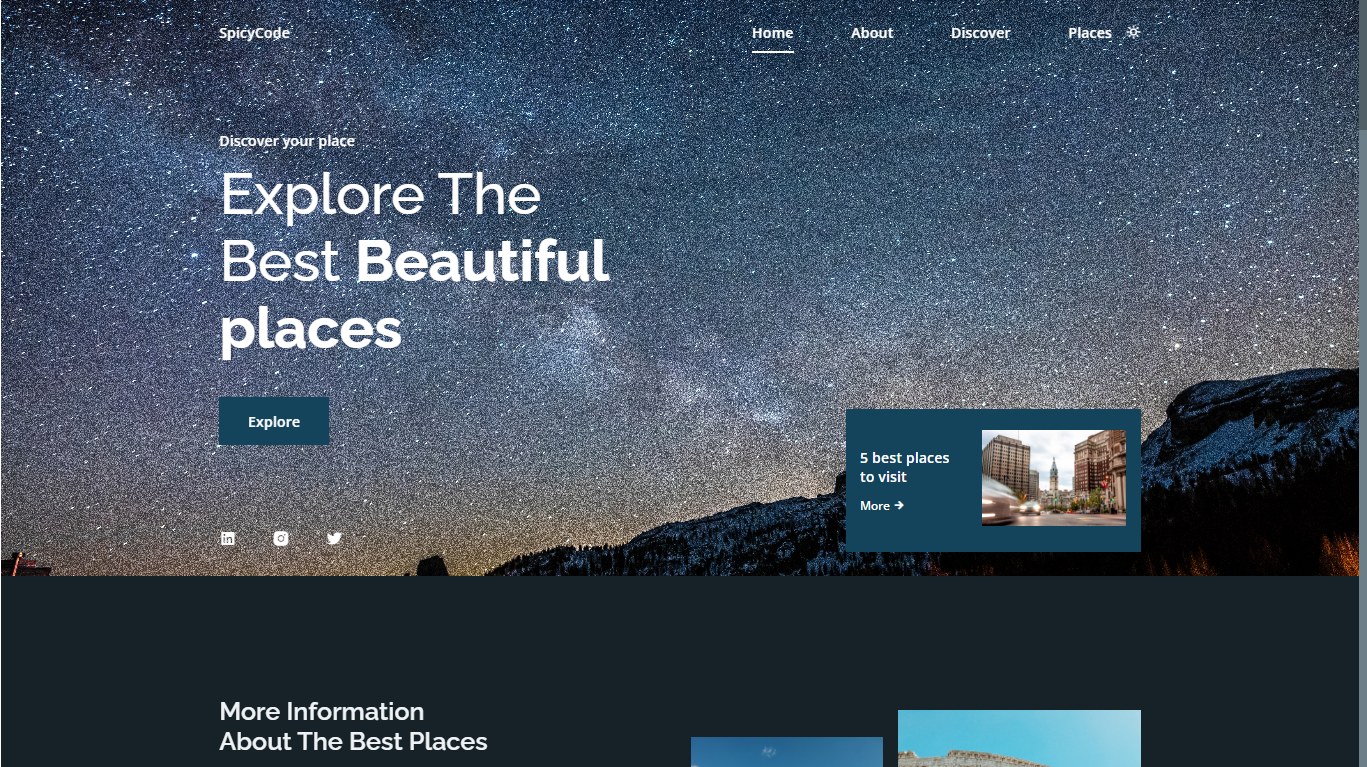 SpicyCode
Home
About
Discover
Places
Discover your place
Explore The
Best Beautiful
places
Explore
5 best places
to visit
More →
More Information
About The Best Places